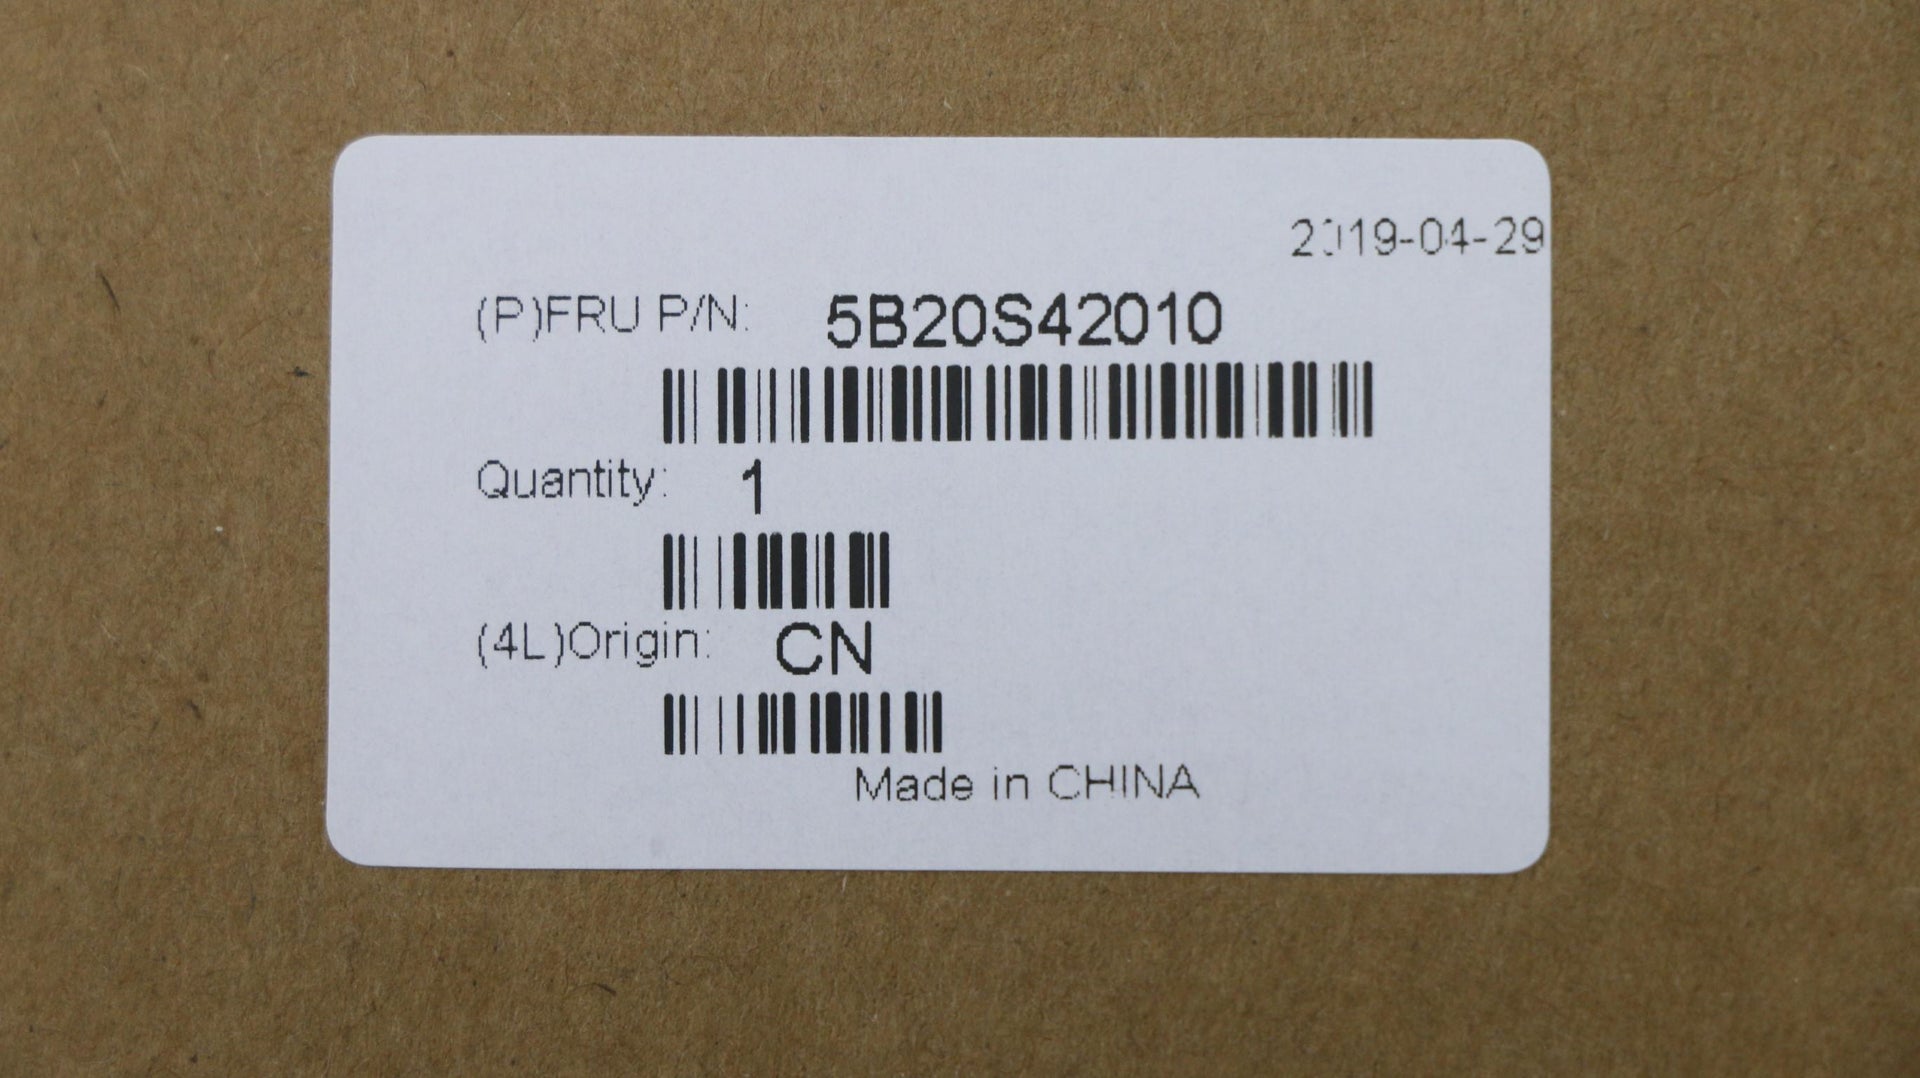 2019-04-29
(P)FRU P/N: 5B20S42010
Quantity: 1
(4L)Origin: CN
Made in CHINA